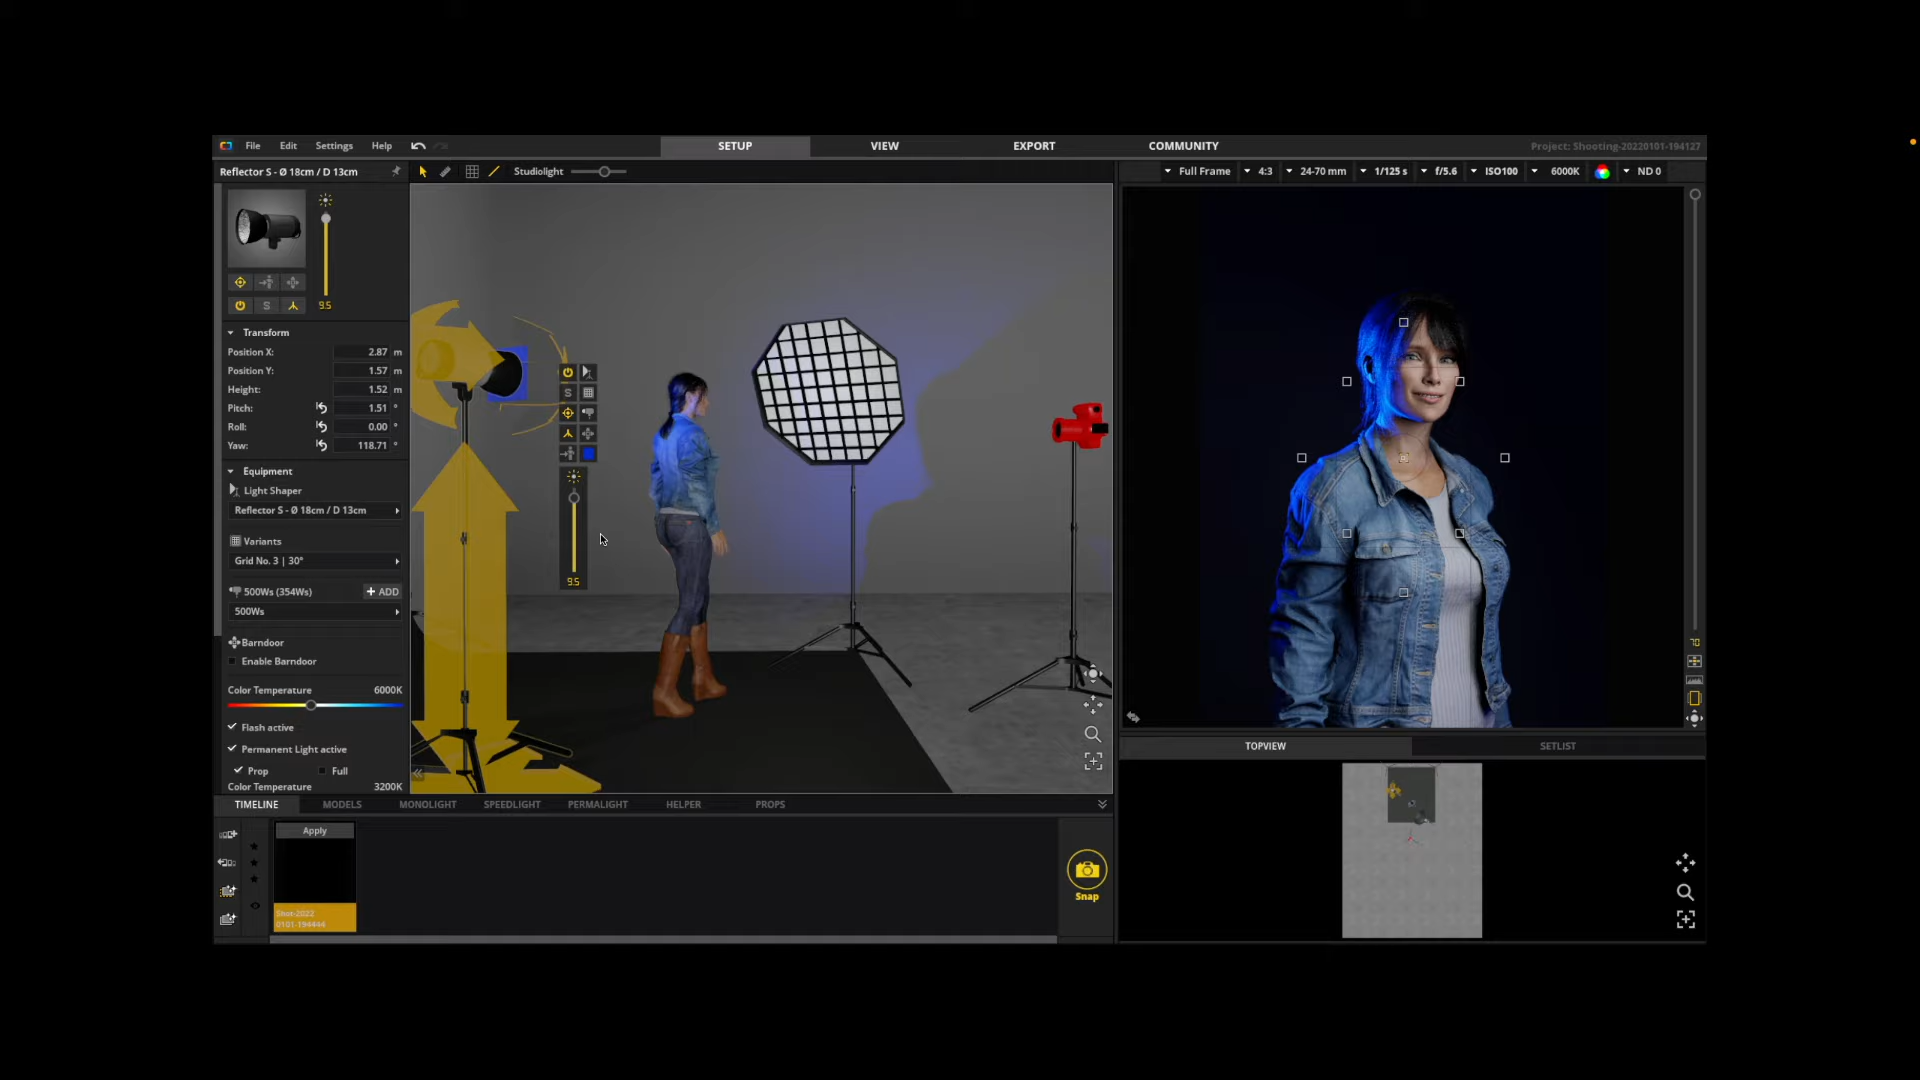 File Edit Settings Help
SETUP VIEW EXPORT COMMUNITY
Project: Shooting-20220101-194127
Reflector S - Ø 18cm / D 13cm
Studiolight
Full Frame 4:3 24-70 mm 1/125 s f/5.6 ISO100 6000K ND 0
S
9.5
Transform
Position X: 2.87 m
Position Y: 1.57 m
Height: 1.52 m
Pitch: 1.51 °
Roll: 0.00 °
Yaw: 118.71 °
Equipment
Light Shaper
Reflector S - Ø 18cm / D 13cm
Variants
Grid No. 3 | 30°
500Ws (354Ws) + ADD
500Ws
Barndoor
Enable Barndoor
Color Temperature 6000K
Flash active
Permanent Light active
Prop Full
Color Temperature 3200K
S
9.5
70
TOPVIEW SETLIST
TIMELINE MODELS MONOLIGHT SPEEDLIGHT PERMALIGHT HELPER PROPS
Apply
Shot-2022
0101-194444
Snap